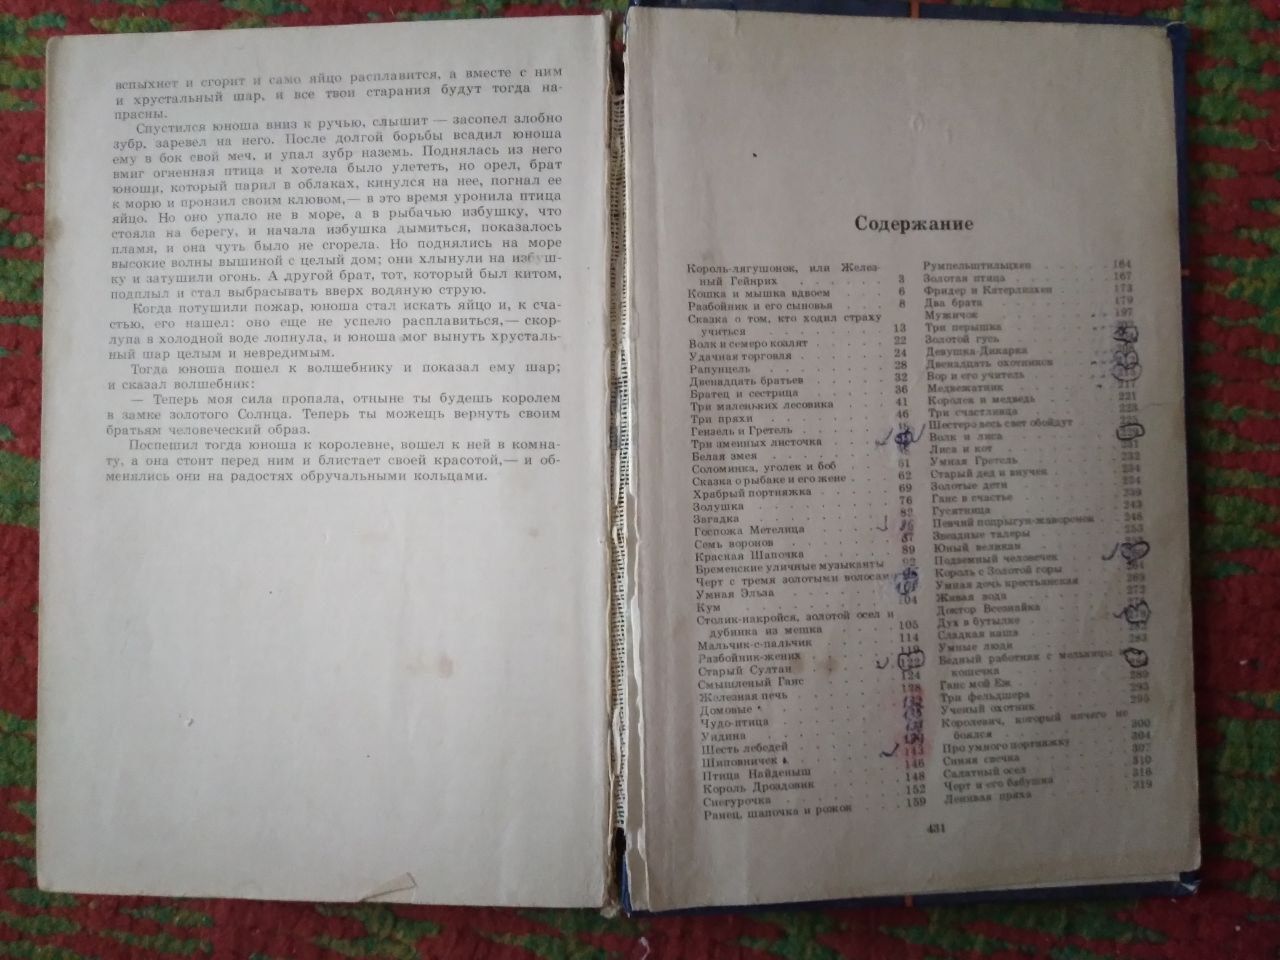 вспыхнет и сгорит и само яйцо расплавится, а вместе с ним
и хрустальный шар, и все твои старания будут тогда на-
прасны.
Спустился юноша вниз к ручью, слышит — засопел злобно
зубр, заревел на него. После долгой борьбы всадил юноша
ему в бок свой меч, и упал зубр наземь. Поднялась из него
вмиг огненная птица и хотела было улететь, но орел, брат
юноши, который парил в облаках, кинулся на нее, погнал ее
к морю и пронзил своим клювом,— в это время уронила птица
яйцо. Но оно упало не в море, а в рыбачью избушку, что
стояла на берегу, и начала избушка дымиться, показалось
пламя, и она чуть было не сгорела. Но поднялись на море
высокие волны вышиной с целый дом; они хлынули на избуш-
ку и затушили огонь. А другой брат, тот, который был китом,
подплыл и стал выбрасывать вверх водяную струю.
Когда потушили пожар, юноша стал искать яйцо и, к сча-
стью, его нашел: оно еще не успело расплавиться,— скор-
лупа в холодной воде лопнула, и юноша мог вынуть хрусталь-
ный шар целым и невредимым.
Тогда юноша пошел к волшебнику и показал ему шар;
и сказал волшебник:
— Теперь моя сила пропала, отныне ты будешь королем
в замке золотого Солнца. Теперь ты можешь вернуть своим
братьям человеческий образ.
Поспешил тогда юноша к королевне, вошел к ней в комна-
ту, а она стоит перед ним и блистает своей красотой,— и об-
менялись они на радостях обручальными кольцами.
Содержание
Король-лягушонок, или Желез-
ный Гейнрих 3
Кошка и мышка вдвоем 6
Разбойник и его сыновья 8
Сказка о том, кто ходил страху
учиться 13
Волк и семеро козлят 22
Удачная торговля 24
Рапунцель 28
Двенадцать братьев 32
Братец и сестрица 36
Три маленьких лесовика 41
Три пряхи 46
Гензель и Гретель
Три змеиных листочка
Белая змея
Соломинка, уголек и боб 61
Сказка о рыбаке и его жене 62
Храбрый портняжка 69
Золушка 76
Загадка 82
Госпожа Метелица
Семь воронов 87
Красная Шапочка 89
Бременские уличные музыканты 92
Черт с тремя золотыми волосами
Умная Эльза
Кум 104
Столик-накройся, золотой осел и
дубинка из мешка 105
Мальчик-с-пальчик 114
Разбойник-жених
Старый Султан 122
Смышленый Ганс 124
Железная печь 128
Домовые
Чудо-птица
Ундина
Шесть лебедей
Шиповничек 143
Птица Найденыш 146
Король Дроздовик 148
Снегурочка 152
Ранец, шапочка и рожок 159
Румпельштильцхен 164
Золотая птица 167
Фридер и Катерлизхен 173
Два брата 179
Мужичок 197
Три перышка
Золотой гусь
Девушка-Дикарка
Двенадцать охотников
Вор и его учитель
Медвежатник 217
Королек и медведь 221
Три счастливца 223
Шестеро весь свет обойдут 225
Волк и лиса
Лиса и кот 231
Умная Гретель 232
Старый дед и внучек 234
Золотые дети 234
Ганс в счастье 239
Гусятница 243
Певчий попрыгун-жаворонок 248
Звездные талеры 253
Юный великан
Подземный человечек
Король с Золотой горы 264
Умная дочь крестьянская 269
Живая вода 272
Доктор Всезнайка
Дух в бутылке
Сладкая каша 282
Умные люди 283
Бедный работник с мельницы и
кошечка
Ганс мой Еж 289
Три фельдшера 293
Ученый охотник 295
Королевич, который ничего не
боялся 300
Про умного портняжку 304
Синяя свечка 307
Салатный осел 310
Черт и его бабушка 316
Ленивая пряха 319
431